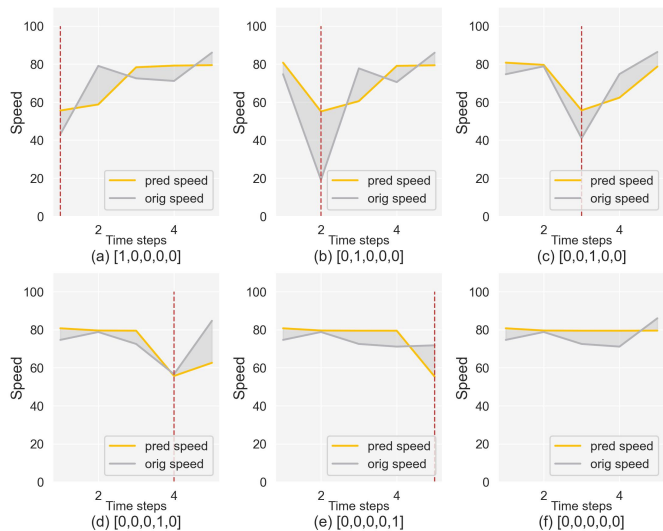 100
80
60
40
20
0
Speed
pred speed
orig speed
2 4
Time steps
(a) [1,0,0,0,0]
100
80
60
40
20
0
Speed
pred speed
orig speed
2 4
Time steps
(b) [0,1,0,0,0]
100
80
60
40
20
0
Speed
pred speed
orig speed
2 4
Time steps
(c) [0,0,1,0,0]
100
80
60
40
20
0
Speed
pred speed
orig speed
2 4
Time steps
(d) [0,0,0,1,0]
100
80
60
40
20
0
Speed
pred speed
orig speed
2 4
Time steps
(e) [0,0,0,0,1]
100
80
60
40
20
0
Speed
pred speed
orig speed
2 4
Time steps
(f) [0,0,0,0,0]